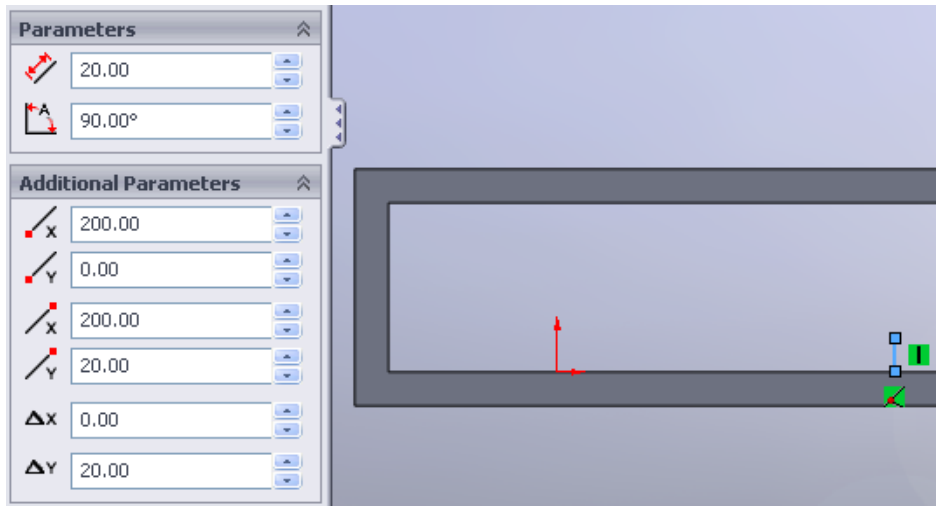 Parameters
20.00
A
90.00°
Additional Parameters
X
200.00
Y
0.00
X
200.00
Y
20.00
ΔX
0.00
ΔY
20.00